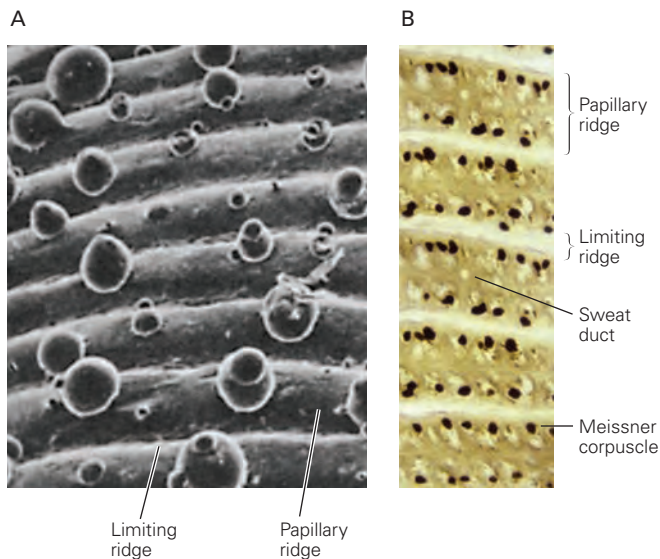 A
B
Papillary
ridge
Limiting
ridge
Sweat
duct
Meissner
corpuscle
Limiting
ridge
Papillary
ridge